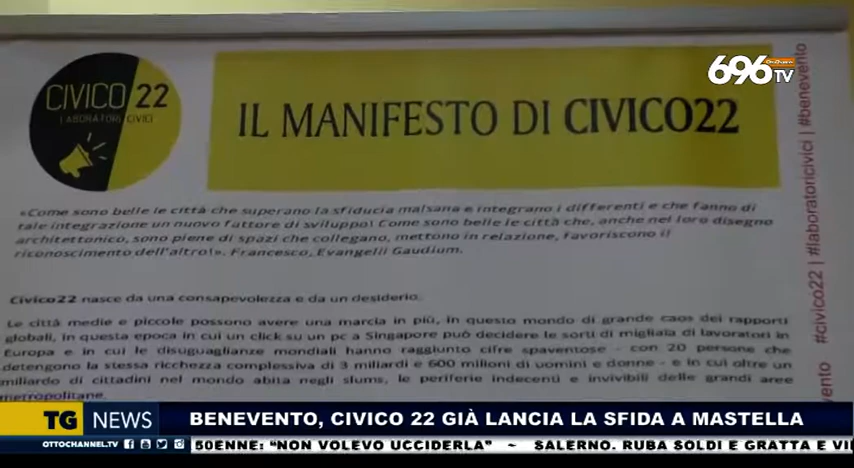 696
OttoChannel
TV
CIVICO 22
LABORATORI CIVICI
IL MANIFESTO DI CIVICO22
«Come sono belle le città che superano la sfiducia malsana e integrano i differenti e che fanno di
tale integrazione un nuovo fattore di sviluppo! Come sono belle le città che, anche nel loro disegno
architettonico, sono piene di spazi che collegano, mettono in relazione, favoriscono il
riconoscimento dell'altro!». Francesco, Evangelii Gaudium.
Civico22 nasce da una consapevolezza e da un desiderio.
Le città medie e piccole possono avere una marcia in più, in questo mondo di grande caos dei rapporti
globali, in questa epoca in cui un click su un pc a Singapore può decidere le sorti di migliaia di lavoratori in
Europa e in cui le disuguaglianze mondiali hanno raggiunto cifre spaventose - con 20 persone che
detengono la stessa ricchezza complessiva di 3 miliardi e 600 milioni di uomini e donne - e in cui oltre un
miliardo di cittadini nel mondo abita negli slums, le periferie indecenti e invivibili delle grandi aree
metropolitane.
#civico22 | #laboratoricivici | #benevento
vento
TG NEWS
BENEVENTO, CIVICO 22 GIÀ LANCIA LA SFIDA A MASTELLA
OTTOCHANNEL.TV
50ENNE: "NON VOLEVO UCCIDERLA" ~ SALERNO. RUBA SOLDI E GRATTA E VI